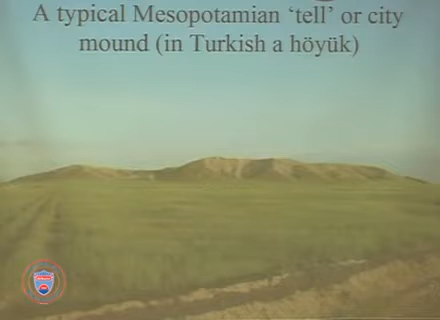 A typical Mesopotamian ‘tell’ or city
mound (in Turkish a höyük)